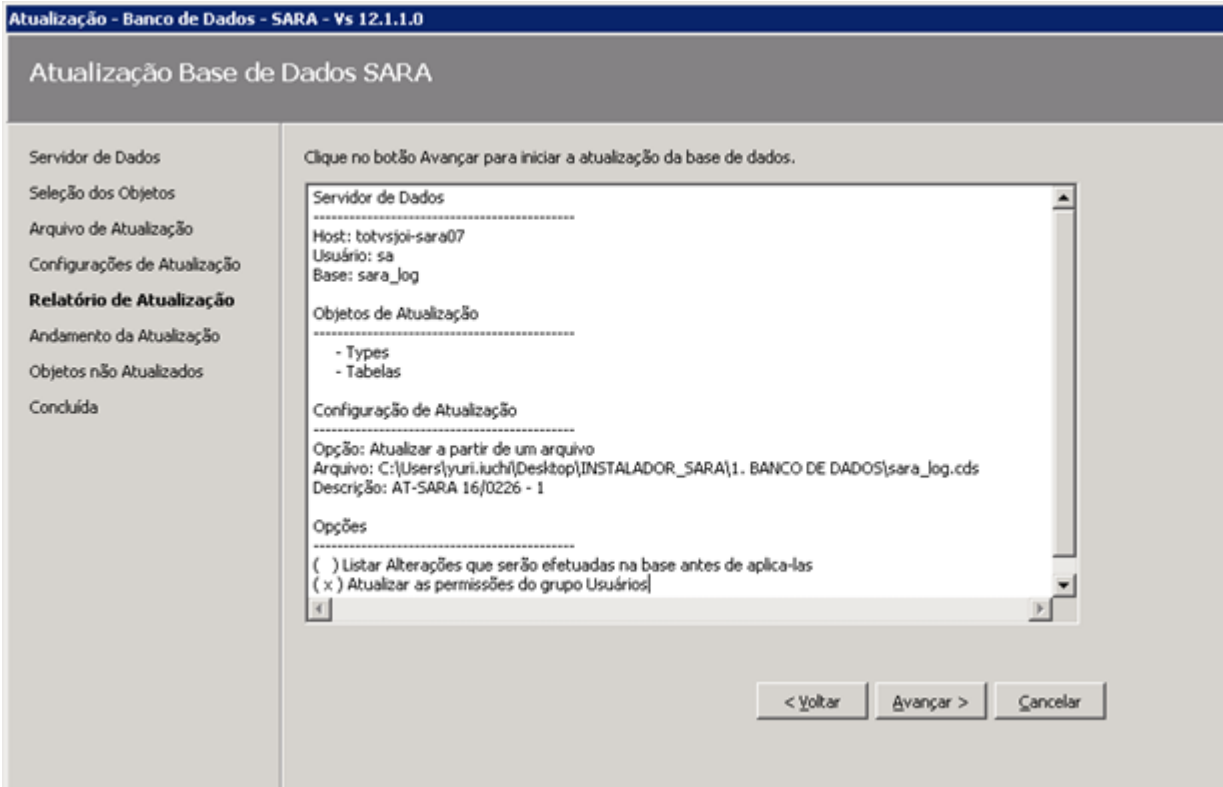 Atualização - Banco de Dados - SARA - Vs 12.1.1.0
Atualização Base de Dados SARA
Servidor de Dados
Seleção dos Objetos
Arquivo de Atualização
Configurações de Atualização
Relatório de Atualização
Andamento da Atualização
Objetos não Atualizados
Concluída
Clique no botão Avançar para iniciar a atualização da base de dados.
Servidor de Dados
--------------------------------------------
Host: totvsjoi-sara07
Usuário: sa
Base: sara_log
Objetos de Atualização
--------------------------------------------
- Types
- Tabelas
Configuração de Atualização
--------------------------------------------
Opção: Atualizar a partir de um arquivo
Arquivo: C:\Users\yuri.iuchi\Desktop\INSTALADOR_SARA\1. BANCO DE DADOS\sara_log.cds
Descrição: AT-SARA 16/0226 - 1
Opções
--------------------------------------------
( ) Listar Alterações que serão efetuadas na base antes de aplica-las
( x ) Atualizar as permissões do grupo Usuários
< Voltar
Avançar >
Cancelar